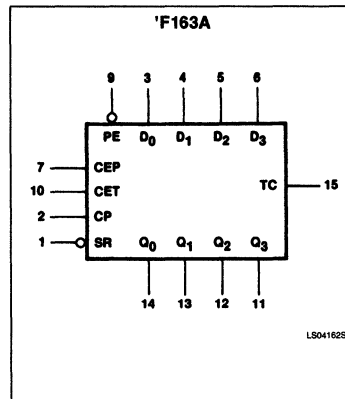 'F163A
9 3 4 5 6
PE D0 D1 D2 D3
7 CEP
10 CET
TC 15
2 CP
1 SR Q0 Q1 Q2 Q3
14 13 12 11
LS04162S